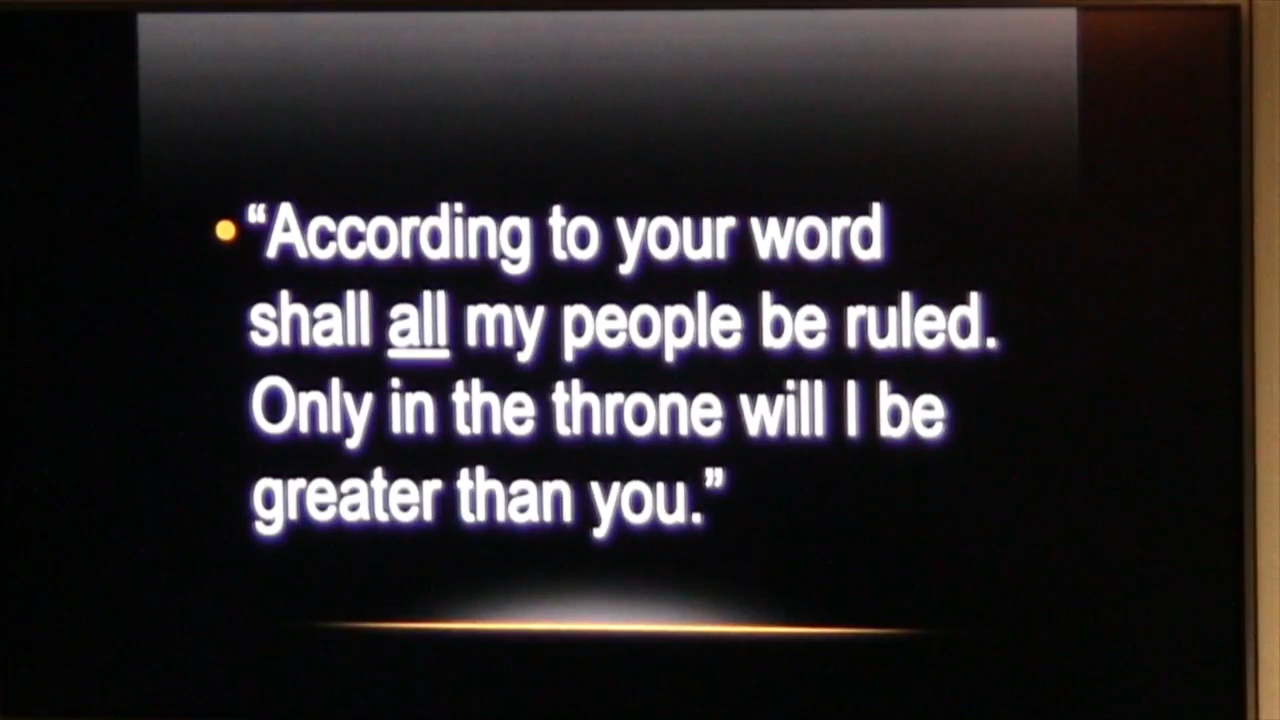 • “According to your word
shall all my people be ruled.
Only in the throne will I be
greater than you.”